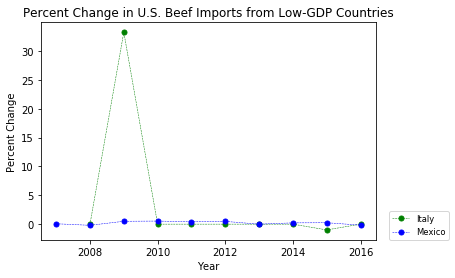 Percent Change in U.S. Beef Imports from Low-GDP Countries
Percent Change
30
25
20
15
10
5
0
2008 2010 2012 2014 2016
Year
Italy
Mexico